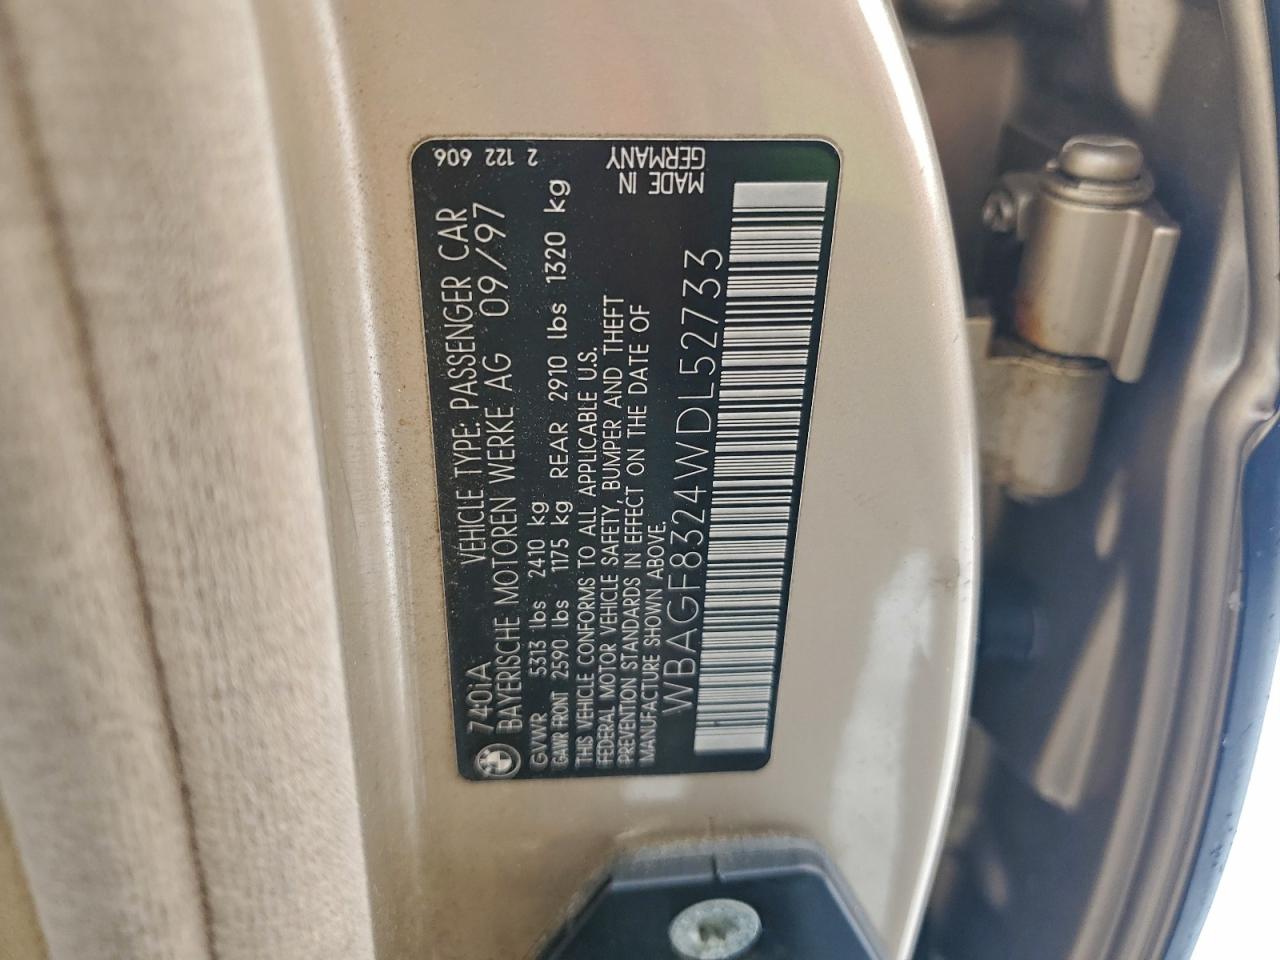 740iA VEHICLE TYPE: PASSENGER CAR
BAYERISCHE MOTOREN WERKE AG 09/97
GVWR 5313 lbs 2410 kg
GAWR FRONT 2590 lbs 1175 kg REAR 2910 lbs 1320 kg
THIS VEHICLE CONFORMS TO ALL APPLICABLE U.S.
FEDERAL MOTOR VEHICLE SAFETY, BUMPER AND THEFT
PREVENTION STANDARDS IN EFFECT ON THE DATE OF
MANUFACTURE SHOWN ABOVE.
WBAGF8324WDL52733
2 122 606
MADE IN
GERMANY